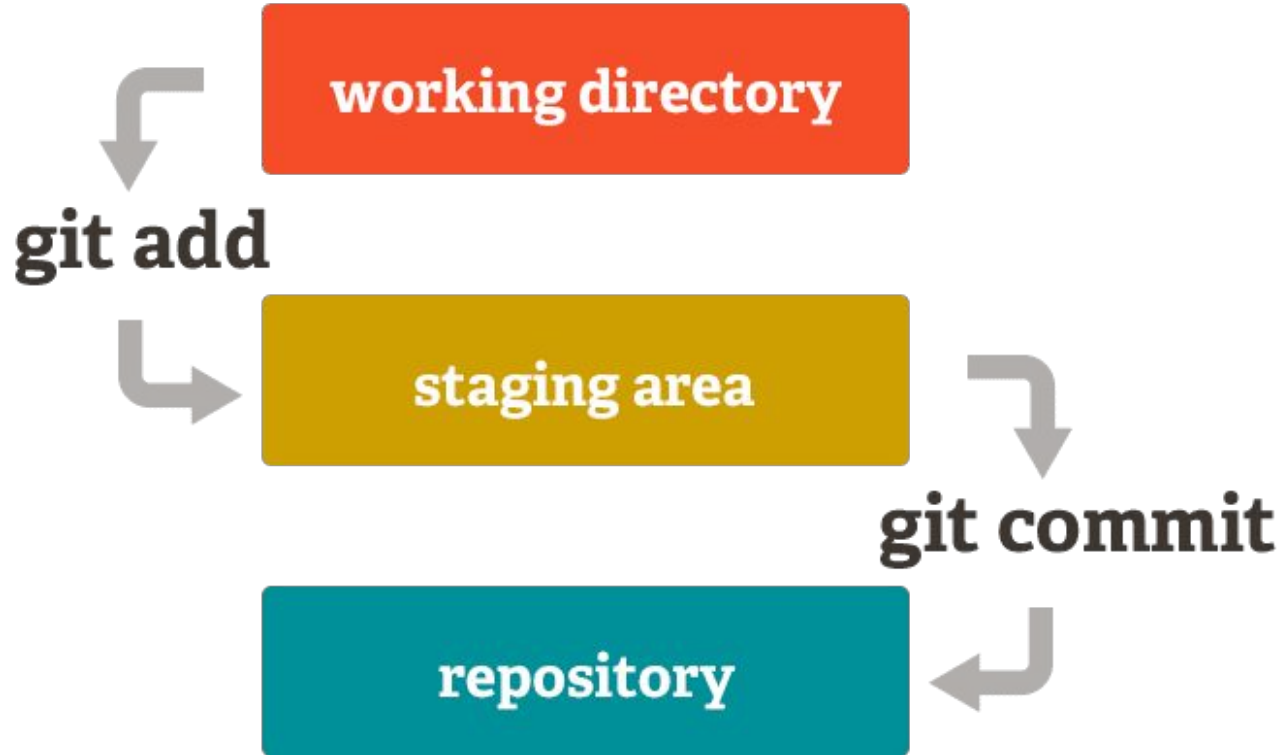 working directory
git add
staging area
git commit
repository